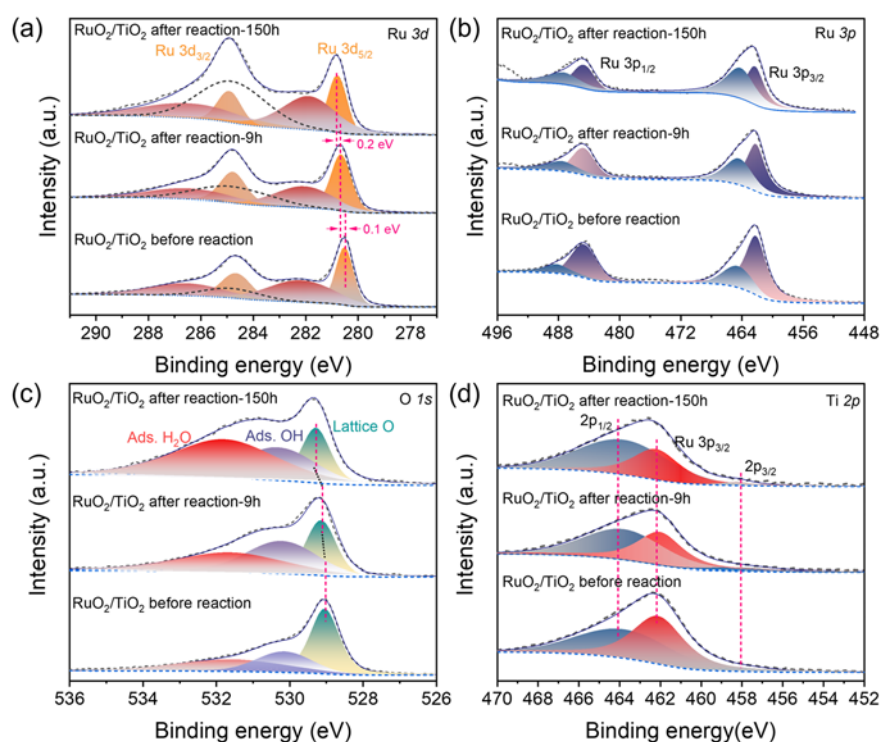 (a)
RuO2/TiO2 after reaction-150h
Ru 3d
Ru 3d3/2
Ru 3d5/2
RuO2/TiO2 after reaction-9h
0.2 eV
RuO2/TiO2 before reaction
0.1 eV
Intensity (a.u.)
290 288 286 284 282 280 278
Binding energy (eV)
(b)
RuO2/TiO2 after reaction-150h
Ru 3p
Ru 3p1/2
Ru 3p3/2
RuO2/TiO2 after reaction-9h
RuO2/TiO2 before reaction
Intensity (a.u.)
496 488 480 472 464 456 448
Binding energy (eV)
(c)
RuO2/TiO2 after reaction-150h
O 1s
Ads. H2O
Ads. OH
Lattice O
RuO2/TiO2 after reaction-9h
RuO2/TiO2 before reaction
Intensity (a.u.)
536 534 532 530 528 526
Binding energy (eV)
(d)
RuO2/TiO2 after reaction-150h
Ti 2p
2p1/2
Ru 3p3/2
2p3/2
RuO2/TiO2 after reaction-9h
RuO2/TiO2 before reaction
Intensity (a.u.)
470 468 466 464 462 460 458 456 454 452
Binding energy(eV)